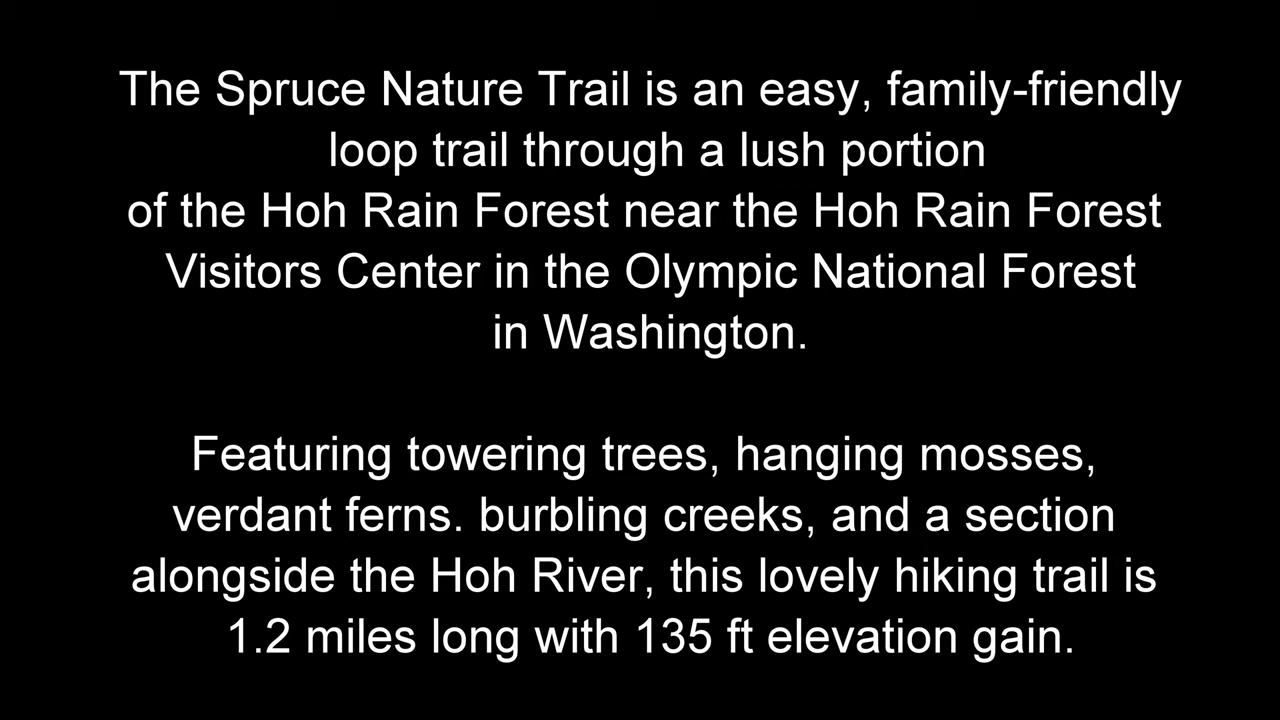 The Spruce Nature Trail is an easy, family-friendly
loop trail through a lush portion
of the Hoh Rain Forest near the Hoh Rain Forest
Visitors Center in the Olympic National Forest
in Washington.
Featuring towering trees, hanging mosses,
verdant ferns. burbling creeks, and a section
alongside the Hoh River, this lovely hiking trail is
1.2 miles long with 135 ft elevation gain.